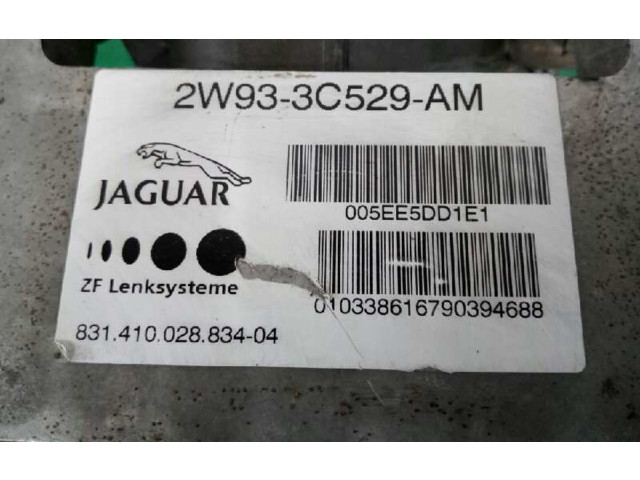 2W93-3C529-AM
JAGUAR
005EE5DD1E1
ZF Lenksysteme
010338616790394688
831.410.028.834-04